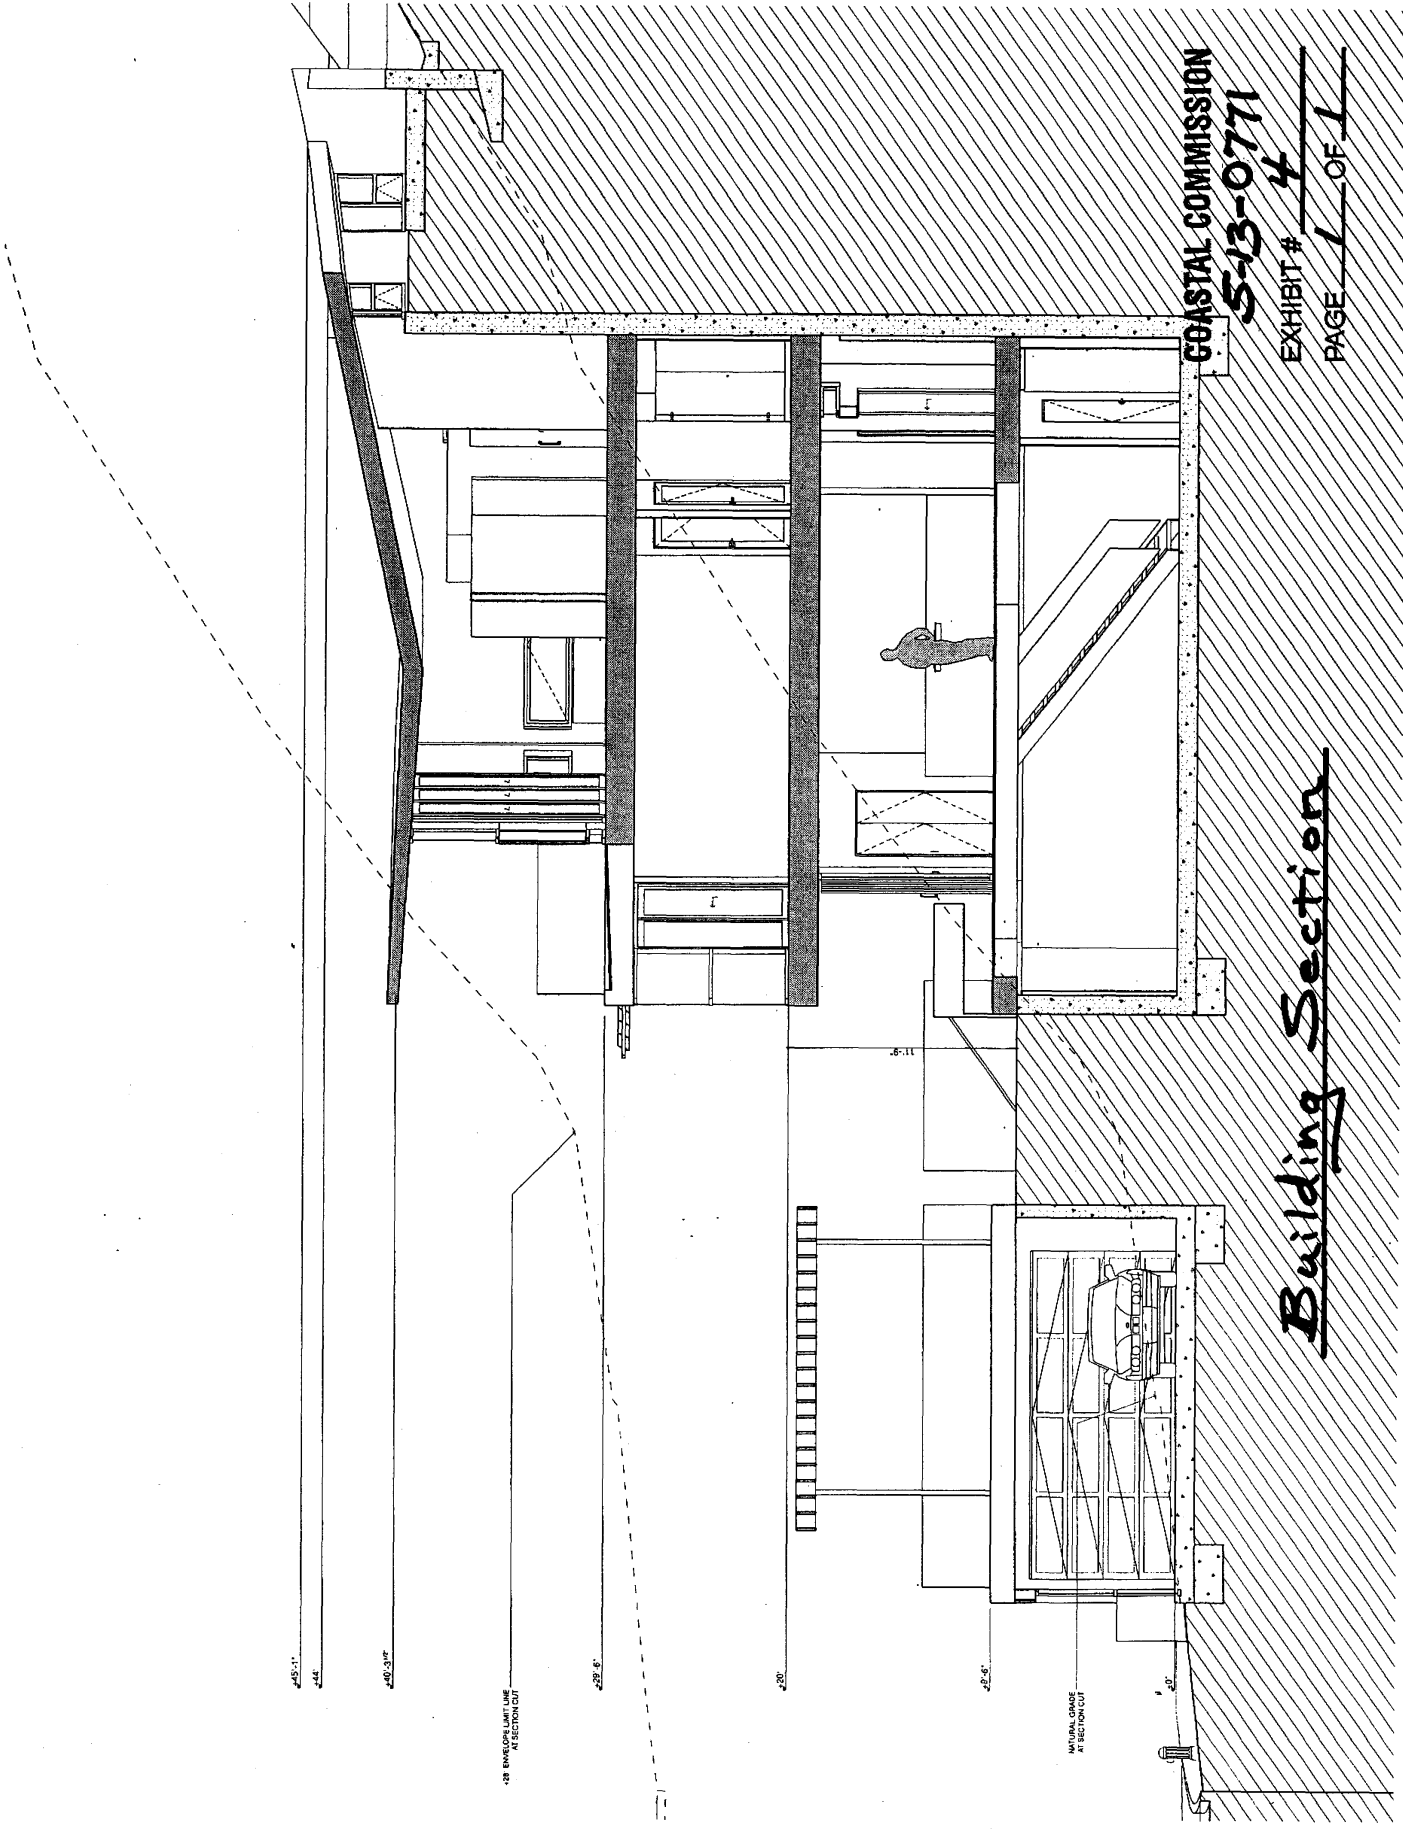 COASTAL COMMISSION
5-13-0771
EXHIBIT # 4
PAGE 1 OF 1
Building Section
+45'-1"
+44'
+40'-3 1/2"
+28' ENVELOPE LIMIT LINE
AT SECTION CUT
+29'-6"
+20'
11'-9"
+9'-6"
NATURAL GRADE
AT SECTION CUT
±0"